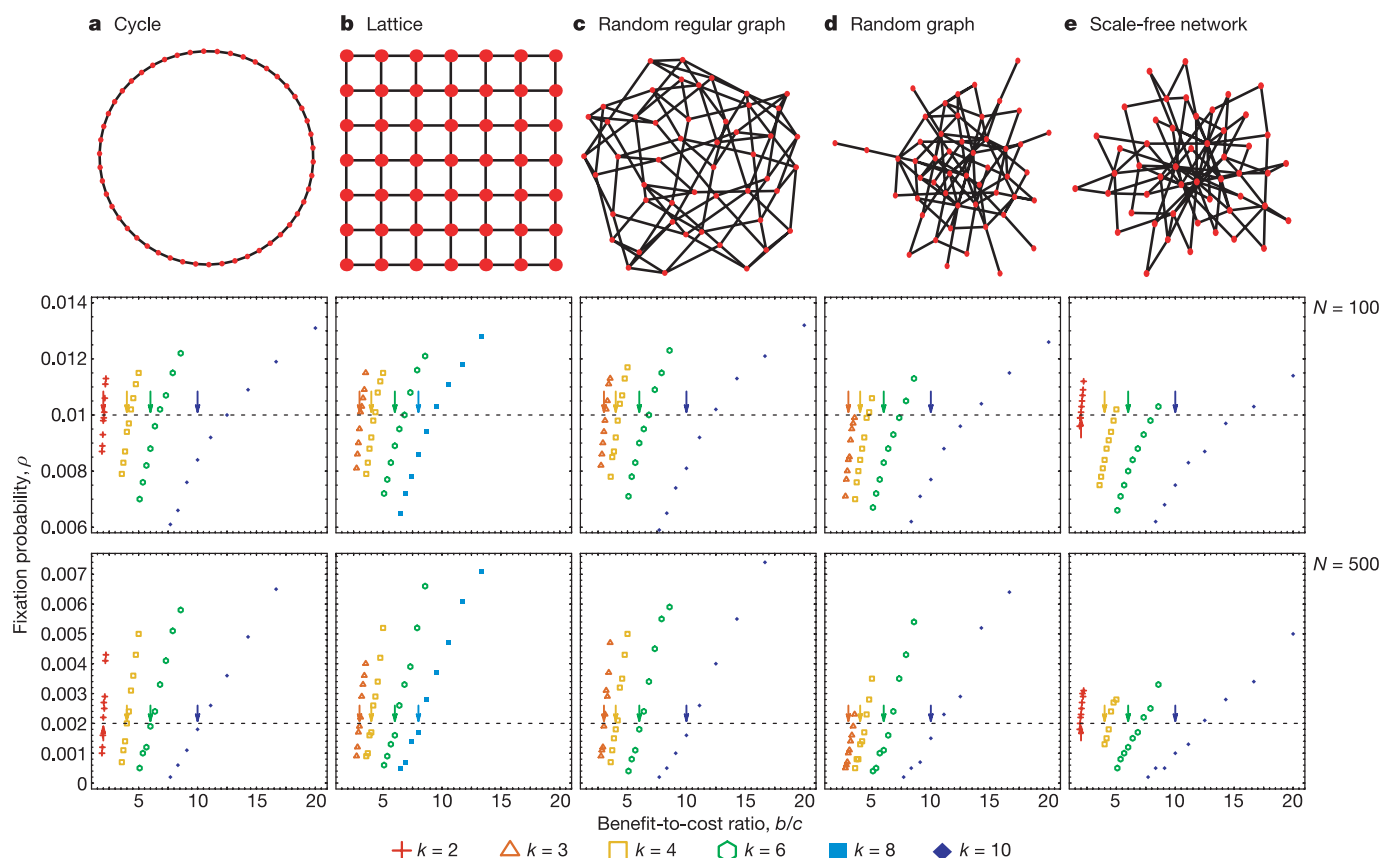 a Cycle
b Lattice
c Random regular graph
d Random graph
e Scale-free network
0.014
0.012
0.01
0.008
0.006
N = 100
0.007
0.006
0.005
0.004
0.003
0.002
0.001
0
N = 500
Fixation probability, ρ
5 10 15 20
5 10 15 20
5 10 15 20
5 10 15 20
5 10 15 20
Benefit-to-cost ratio, b/c
k = 2
k = 3
k = 4
k = 6
k = 8
k = 10